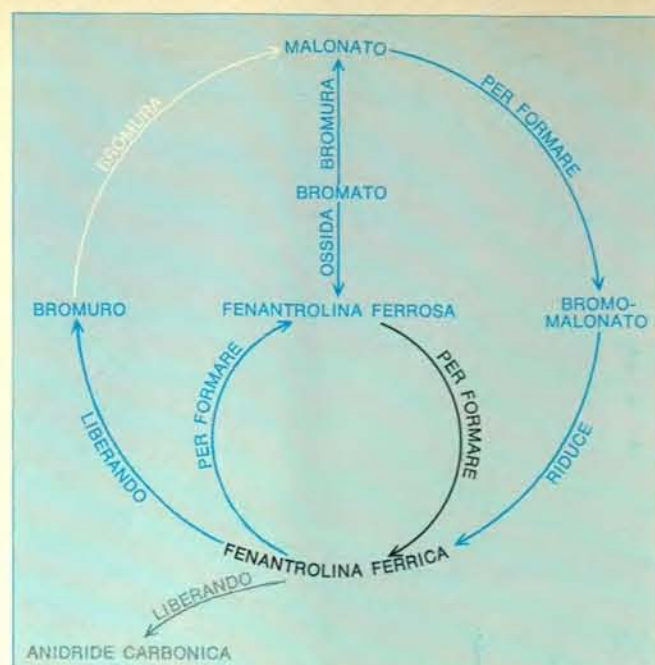 MALONATO
PER FORMARE
BROMURA
BROMURA
BROMATO
OSSIDA
BROMURO
FENANTROLINA FERROSA
BROMO-
MALONATO
PER FORMARE
PER FORMARE
LIBERANDO
RIDUCE
FENANTROLINA FERRICA
LIBERANDO
ANIDRIDE CARBONICA